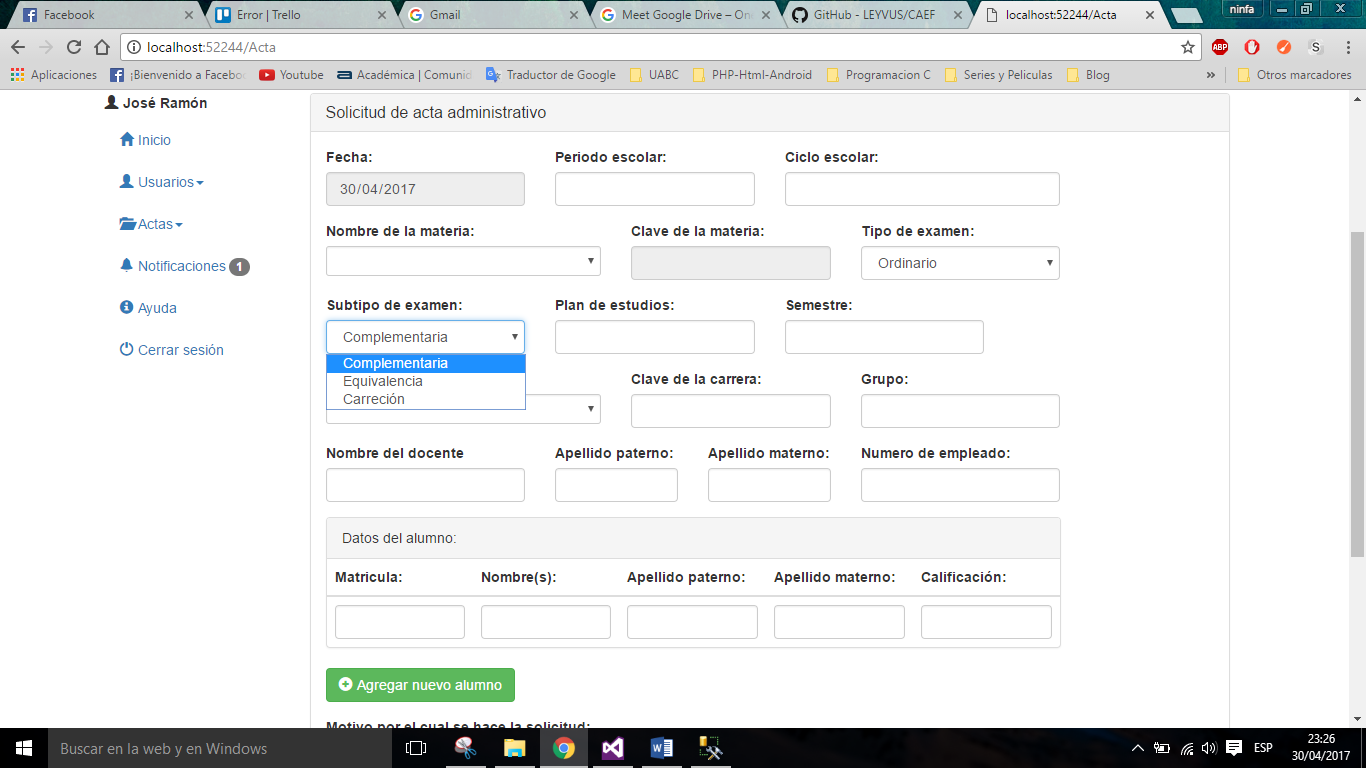 Facebook
Error | Trello
Gmail
Meet Google Drive – On
GitHub - LEYVUS/CAEF
localhost:52244/Acta
ninfa
localhost:52244/Acta
ABP
S
Aplicaciones
¡Bienvenido a Facebo
Youtube
Académica | Comunid
Traductor de Google
UABC
PHP-Html-Android
Programacion C
Series y Peliculas
Blog
»
Otros marcadores
José Ramón
Inicio
Usuarios
Actas
Notificaciones 1
Ayuda
Cerrar sesión
Solicitud de acta administrativo
Fecha: Periodo escolar: Ciclo escolar:
30/04/2017
Nombre de la materia: Clave de la materia: Tipo de examen:
Ordinario
Subtipo de examen: Plan de estudios: Semestre:
Complementaria
Complementaria
Equivalencia
Carreción
Clave de la carrera: Grupo:
Nombre del docente Apellido paterno: Apellido materno: Numero de empleado:
Datos del alumno:
Matricula: Nombre(s): Apellido paterno: Apellido materno: Calificación:
Agregar nuevo alumno
Motivo por el cual se hace la solicitud:
Buscar en la web y en Windows
ESP
23:26
30/04/2017